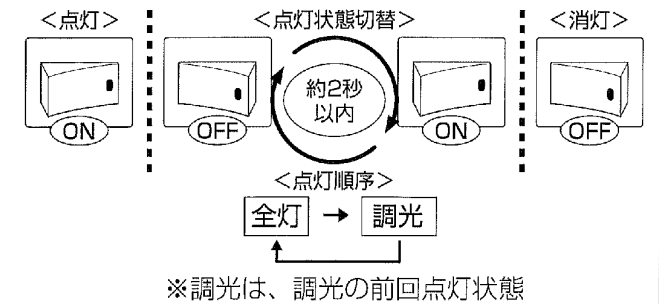 ＜点灯＞
＜点灯状態切替＞
＜消灯＞
ON
OFF
約2秒
以内
ON
OFF
＜点灯順序＞
全灯 → 調光
※調光は、調光の前回点灯状態